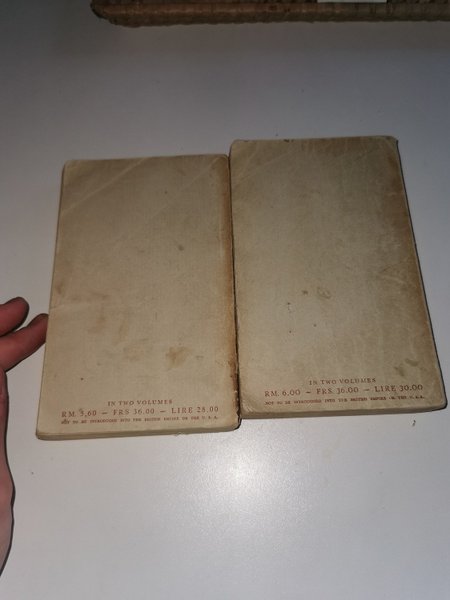 IN TWO VOLUMES
RM. 5,60 — FRS 36.00 — LIRE 28.00
NOT TO BE INTRODUCED INTO THE BRITISH EMPIRE OR THE U. S. A.
IN TWO VOLUMES
RM. 6.00 — FRS. 36.00 — LIRE 30.00
NOT TO BE INTRODUCED INTO THE BRITISH EMPIRE OR THE U.S.A.